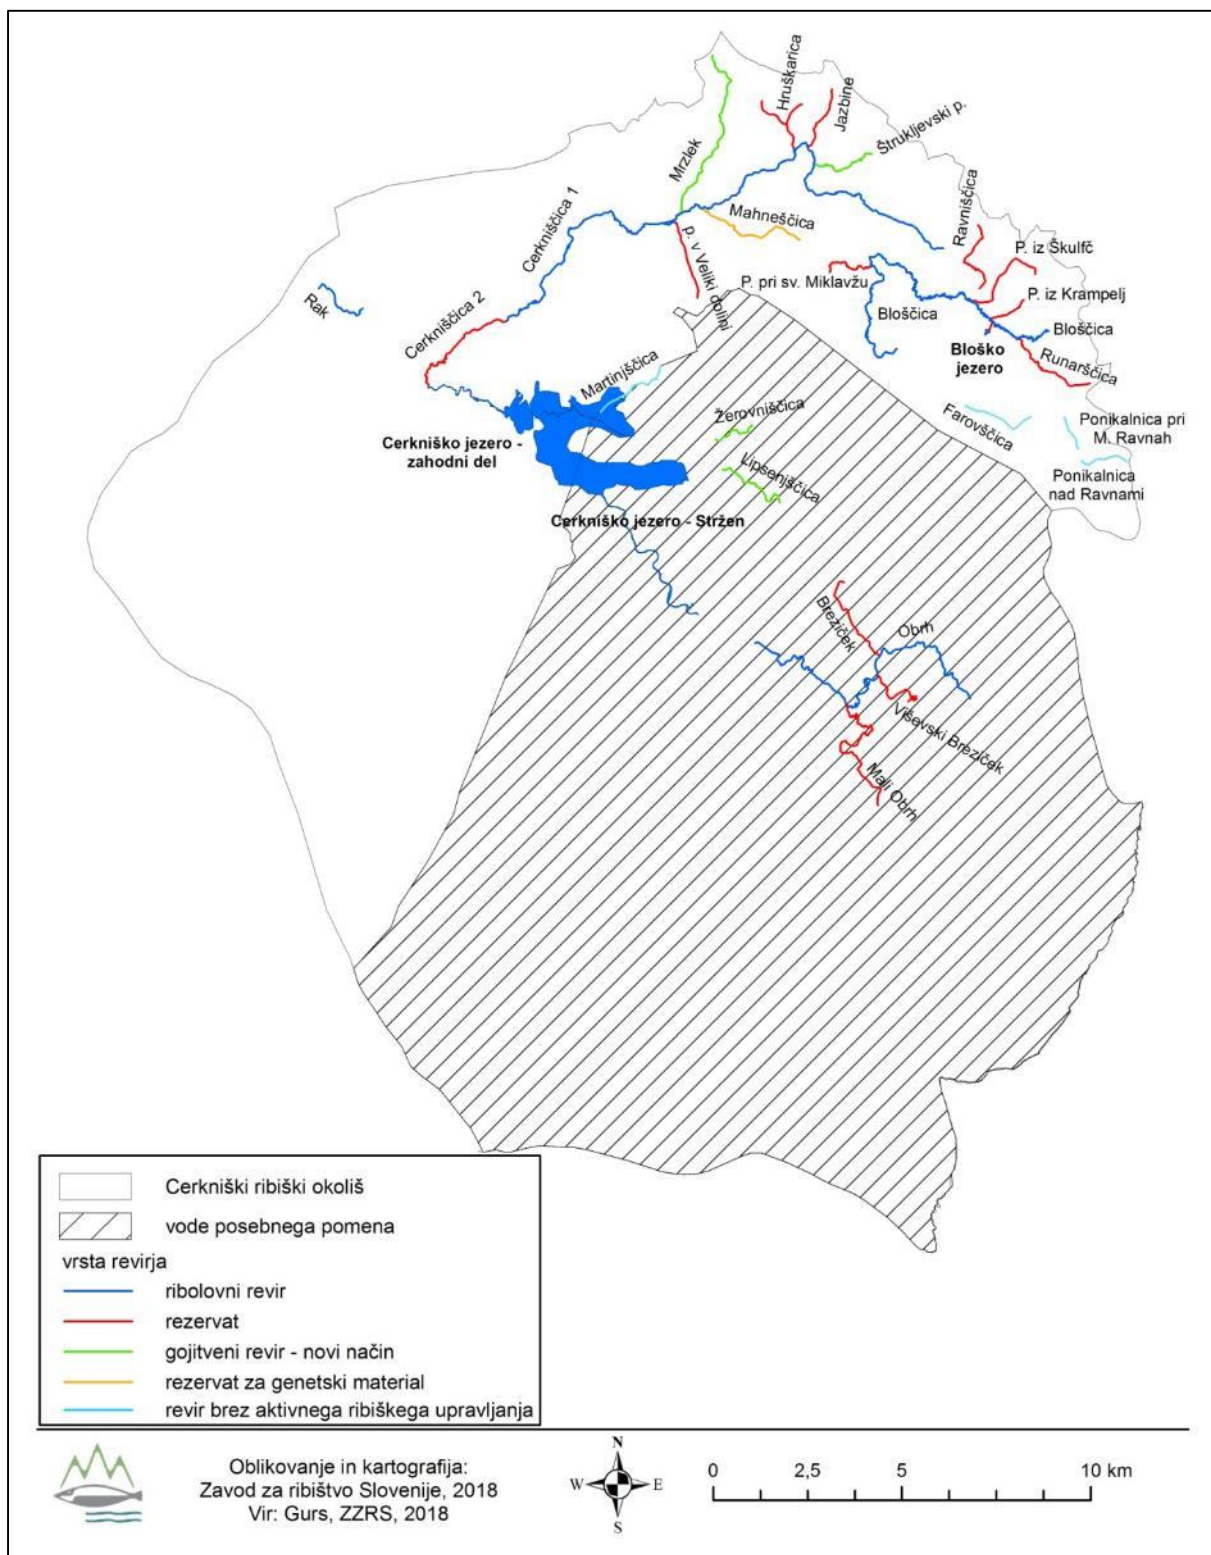 Hruškarica
Jazbine
Štrukljevski p.
Mrzlek
Mahneščica
Ravniščica
P. iz Škulfč
Cerkniščica 1
p. v Veliki dolini
P. pri sv. Miklavžu
P. iz Krampelj
Rak
Cerkniščica 2
Bloščica
Bloščica
Bloško
jezero
Runarščica
Martinjščica
Žerovniščica
Farovščica
Ponikalnica pri
M. Ravnah
Cerkniško jezero -
zahodni del
Lipsenjščica
Ponikalnica
nad Ravnami
Cerkniško jezero - Stržen
Breziček
Obrh
Viševski Breziček
Mali Obrh
Cerkniški ribiški okoliš
vode posebnega pomena
vrsta revirja
ribolovni revir
rezervat
gojitveni revir - novi način
rezervat za genetski material
revir brez aktivnega ribiškega upravljanja
Oblikovanje in kartografija:
Zavod za ribištvo Slovenije, 2018
Vir: Gurs, ZZRS, 2018
N
W E
S
0 2,5 5 10 km